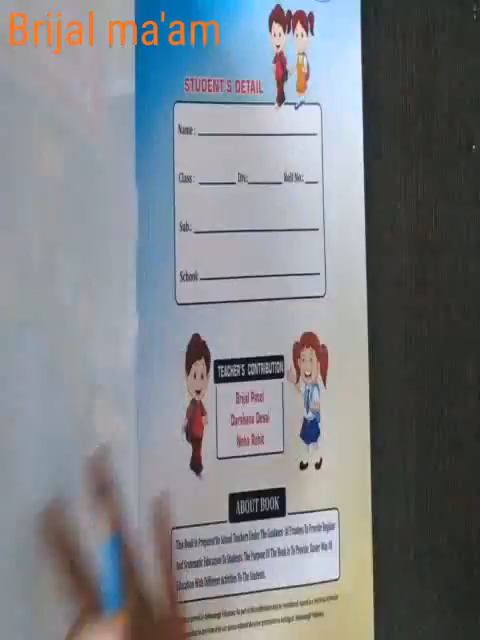 Brijal ma'am
STUDENT'S DETAIL
Name :
Class : Div.: Roll No.:
Sub.:
School:
TEACHER'S CONTRIBUTION
Brijal Patel
Darshana Desai
Neha Rohit
ABOUT BOOK
This Book Is Prepared By School Teachers Under The Guidance Of Trustees To Provide Regular
And Systematic Education To Students. The Purpose Of The Book Is To Provide, Easier Way Of
Education With Different Activities To The Students.